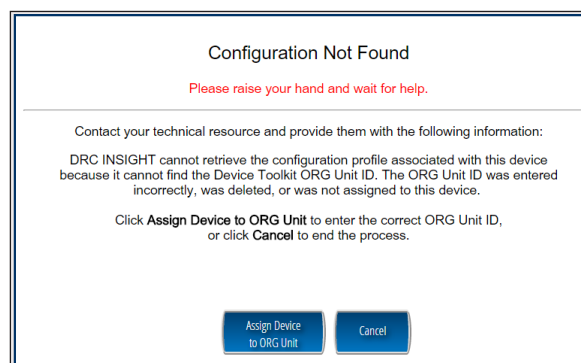 Configuration Not Found
Please raise your hand and wait for help.
Contact your technical resource and provide them with the following information:
DRC INSIGHT cannot retrieve the configuration profile associated with this device
because it cannot find the Device Toolkit ORG Unit ID. The ORG Unit ID was entered
incorrectly, was deleted, or was not assigned to this device.
Click Assign Device to ORG Unit to enter the correct ORG Unit ID,
or click Cancel to end the process.
Assign Device
to ORG Unit
Cancel